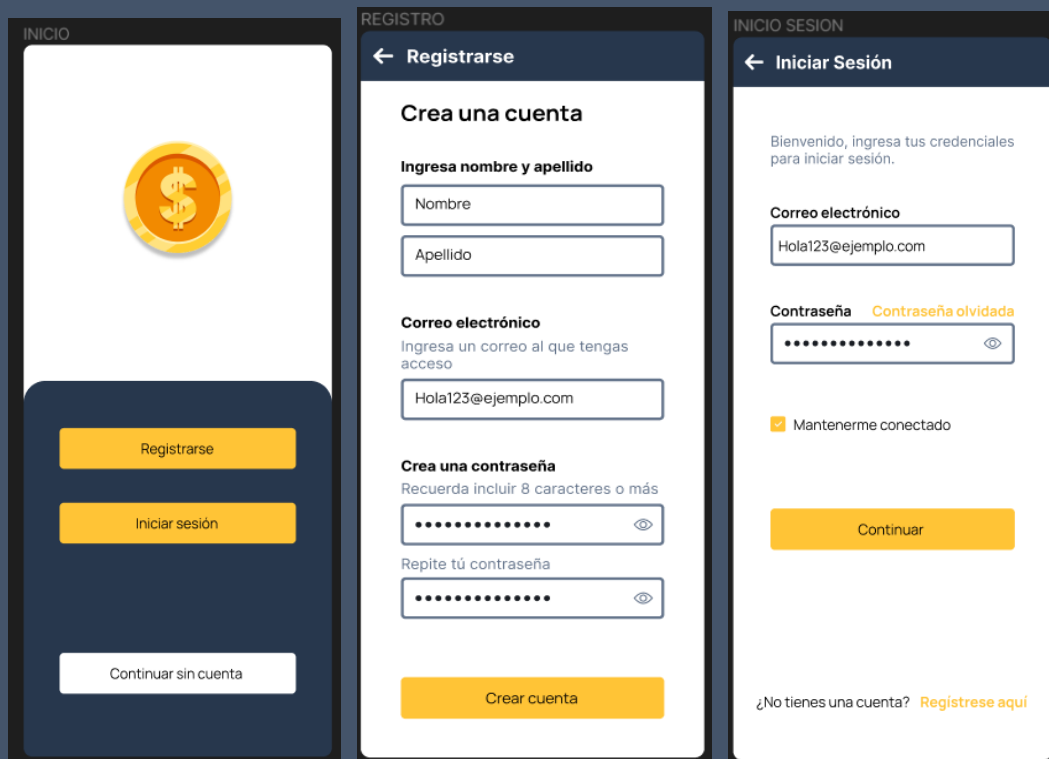 INICIO
$
Registrarse
Iniciar sesión
Continuar sin cuenta
REGISTRO
Registrarse
Crea una cuenta
Ingresa nombre y apellido
Nombre
Apellido
Correo electrónico
Ingresa un correo al que tengas
acceso
Hola123@ejemplo.com
Crea una contraseña
Recuerda incluir 8 caracteres o más
••••••••••••••
Repite tú contraseña
••••••••••••••
Crear cuenta
INICIO SESION
Iniciar Sesión
Bienvenido, ingresa tus credenciales
para iniciar sesión.
Correo electrónico
Hola123@ejemplo.com
Contraseña Contraseña olvidada
••••••••••••••
Mantenerme conectado
Continuar
¿No tienes una cuenta? Regístrese aquí